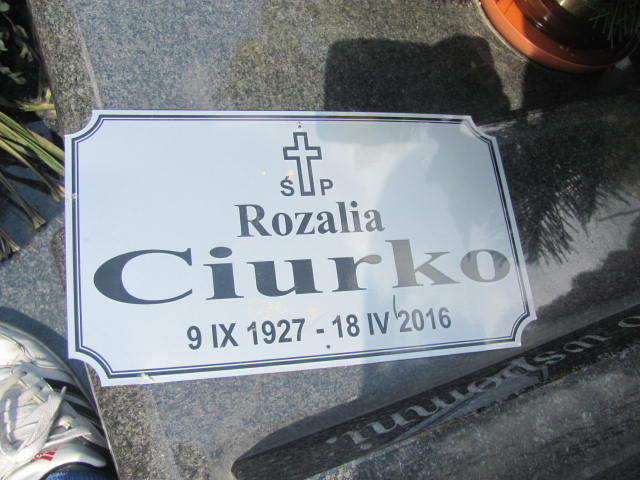 Ś P
Rozalia
Ciurko
9 IX 1927 - 18 IV 2016